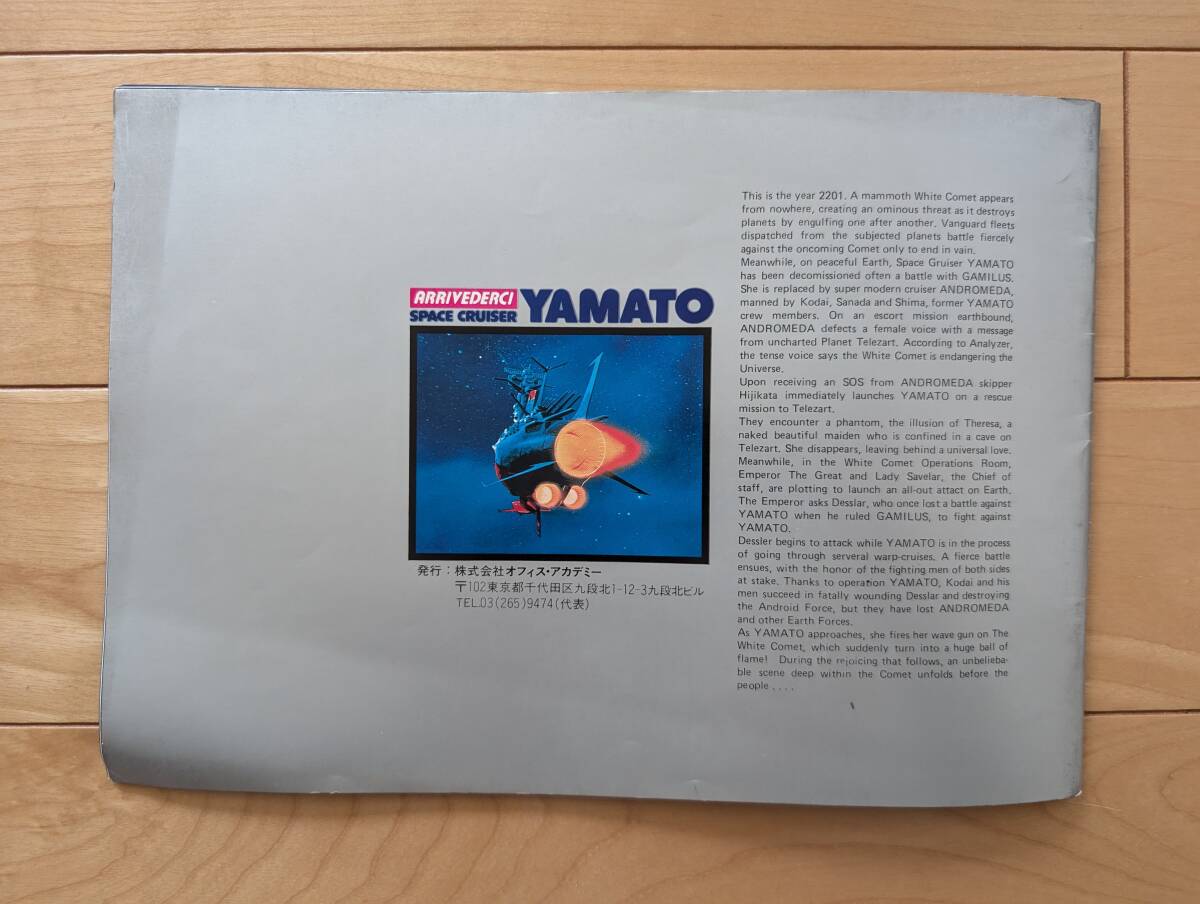 ARRIVEDERCI
SPACE CRUISER YAMATO
発行：株式会社オフィス・アカデミー
〒102東京都千代田区九段北1-12-3九段北ビル
TEL.03(265)9474(代表)
This is the year 2201. A mammoth White Comet appears
from nowhere, creating an ominous threat as it destroys
planets by engulfing one after another. Vanguard fleets
dispatched from the subjected planets battle fiercely
against the oncoming Comet only to end in vain.
Meanwhile, on peaceful Earth, Space Gruiser YAMATO
has been decomissioned often a battle with GAMILUS.
She is replaced by super modern cruiser ANDROMEDA,
manned by Kodai, Sanada and Shima, former YAMATO
crew members. On an escort mission earthbound,
ANDROMEDA defects a female voice with a message
from uncharted Planet Telezart. According to Analyzer,
the tense voice says the White Comet is endangering the
Universe.
Upon receiving an SOS from ANDROMEDA skipper
Hijikata immediately launches YAMATO on a rescue
mission to Telezart.
They encounter a phantom, the illusion of Theresa, a
naked beautiful maiden who is confined in a cave on
Telezart. She disappears, leaving behind a universal love.
Meanwhile, in the White Comet Operations Room,
Emperor The Great and Lady Savelar, the Chief of
staff, are plotting to launch an all-out attact on Earth.
The Emperor asks Desslar, who once lost a battle against
YAMATO when he ruled GAMILUS, to fight against
YAMATO.
Dessler begins to attack while YAMATO is in the process
of going through serveral warp-cruises. A fierce battle
ensues, with the honor of the fighting men of both sides
at stake. Thanks to operation YAMATO, Kodai and his
men succeed in fatally wounding Desslar and destroying
the Android Force, but they have lost ANDROMEDA
and other Earth Forces.
As YAMATO approaches, she fires her wave gun on The
White Comet, which suddenly turn into a huge ball of
flame! During the rejoicing that follows, an unbelieba-
ble scene deep within the Comet unfolds before the
people . . . .